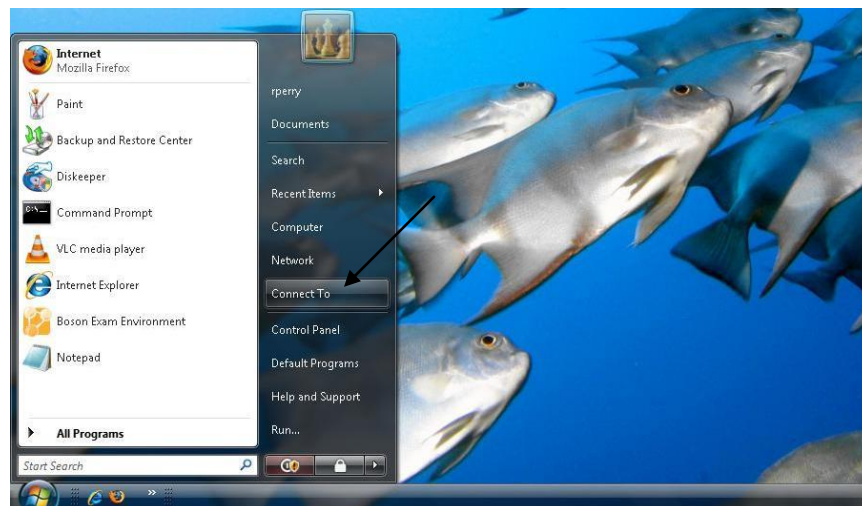 Internet
Mozilla Firefox
Paint
Backup and Restore Center
Diskeeper
C:\_
Command Prompt
VLC media player
Internet Explorer
Boson Exam Environment
Notepad
All Programs
Start Search
rperry
Documents
Search
Recent Items
Computer
Network
Connect To
Control Panel
Default Programs
Help and Support
Run...
»